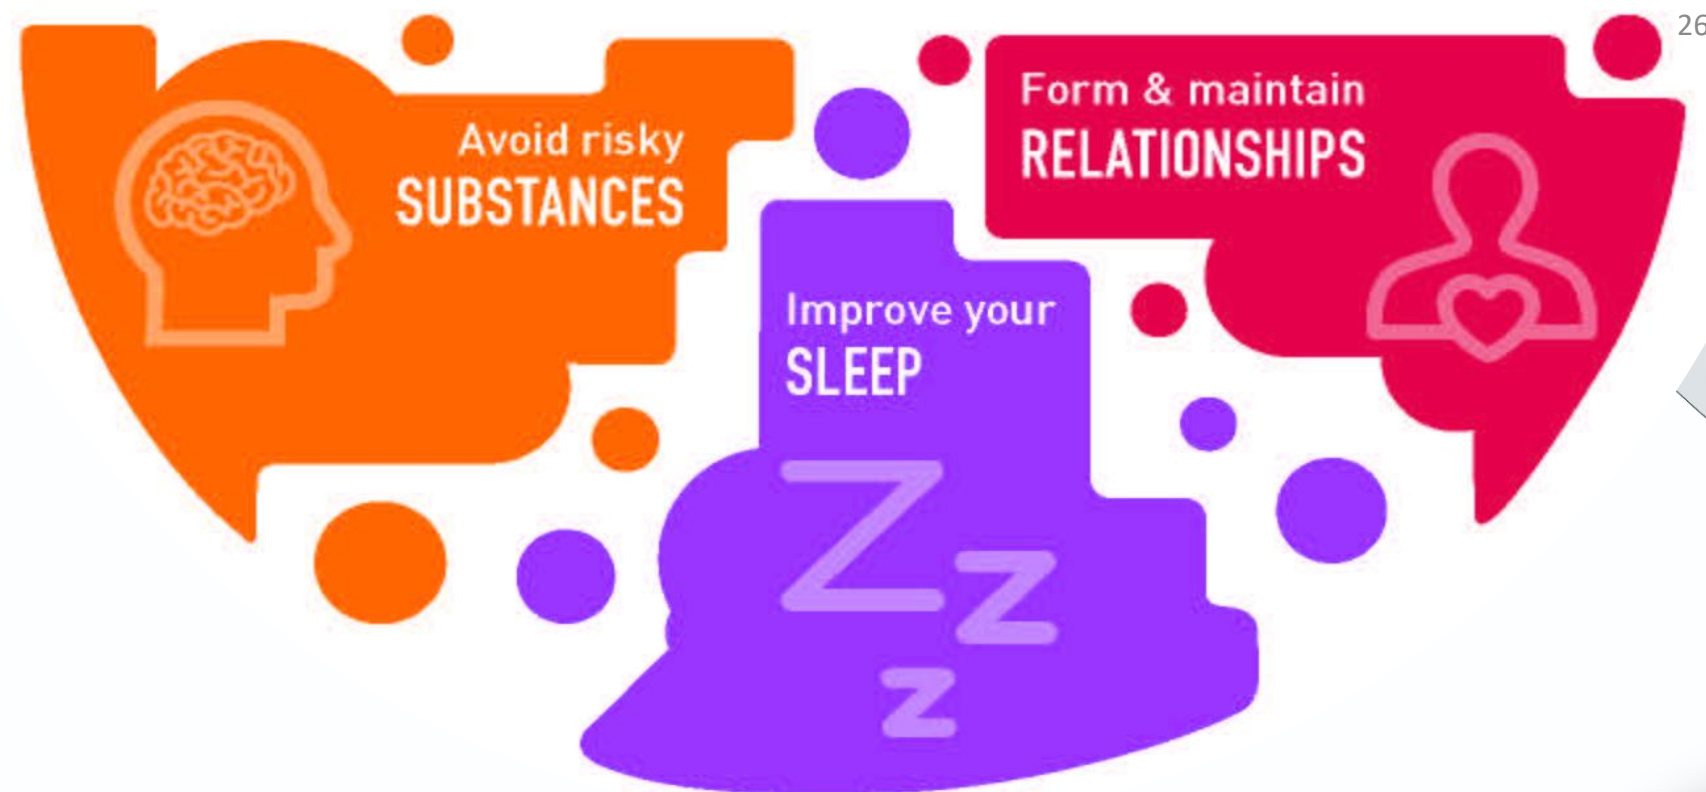 26
Avoid risky
SUBSTANCES
Form & maintain
RELATIONSHIPS
Improve your
SLEEP
Z
z
z